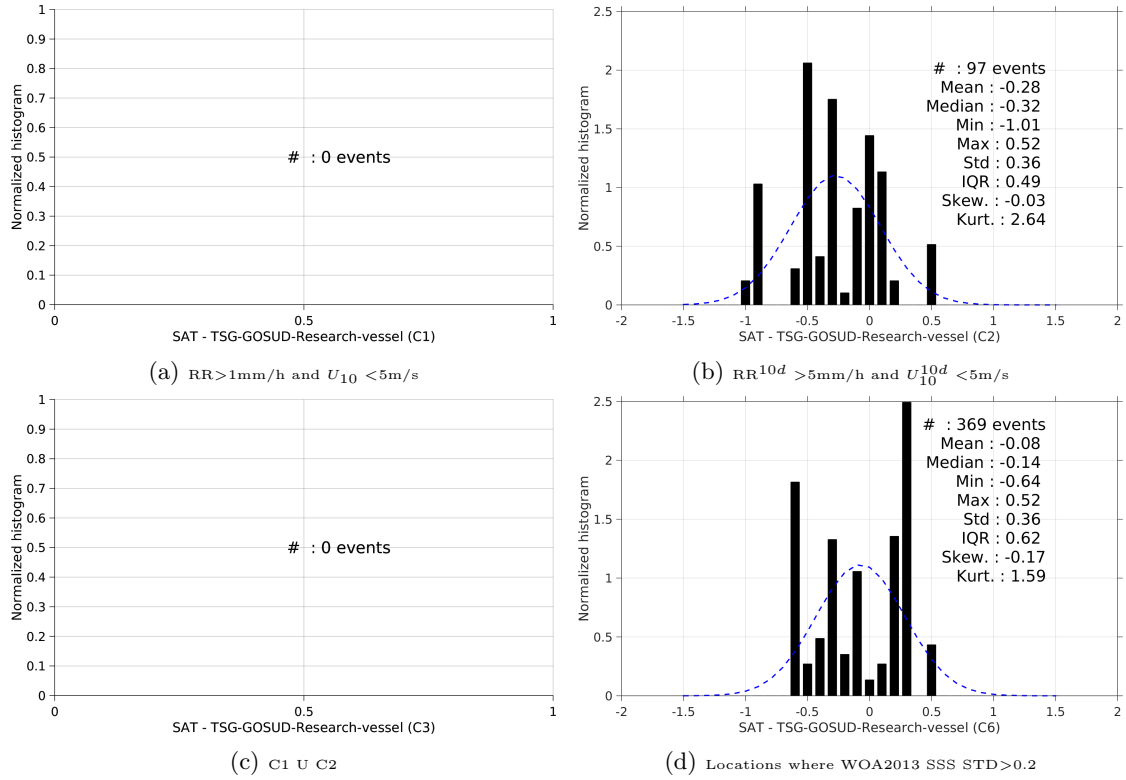 1
0.9
0.8
0.7
0.6
0.5
0.4
0.3
0.2
0.1
0
Normalized histogram
# : 0 events
0
0.5
1
SAT - TSG-GOSUD-Research-vessel (C1)
(a) RR>1mm/h and U10 <5m/s
2.5
2
1.5
1
0.5
0
Normalized histogram
# : 97 events
Mean : -0.28
Median : -0.32
Min : -1.01
Max : 0.52
Std : 0.36
IQR : 0.49
Skew. : -0.03
Kurt. : 2.64
-2 -1.5 -1 -0.5 0 0.5 1 1.5 2
SAT - TSG-GOSUD-Research-vessel (C2)
(b) RR10d >5mm/h and U10d10 <5m/s
1
0.9
0.8
0.7
0.6
0.5
0.4
0.3
0.2
0.1
0
Normalized histogram
# : 0 events
0
0.5
1
SAT - TSG-GOSUD-Research-vessel (C3)
(c) C1 U C2
2.5
2
1.5
1
0.5
0
Normalized histogram
# : 369 events
Mean : -0.08
Median : -0.14
Min : -0.64
Max : 0.52
Std : 0.36
IQR : 0.62
Skew. : -0.17
Kurt. : 1.59
-2 -1.5 -1 -0.5 0 0.5 1 1.5 2
SAT - TSG-GOSUD-Research-vessel (C6)
(d) Locations where WOA2013 SSS STD>0.2